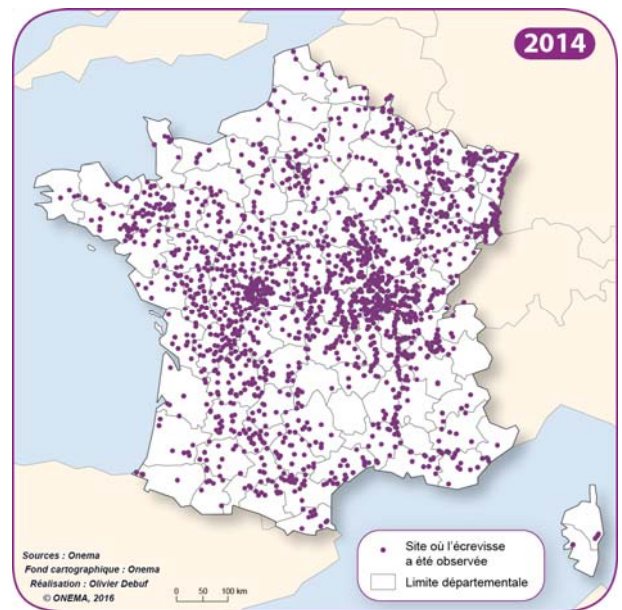 2014
Site où l'écrevisse
a été observée
Limite départementale
Sources : Onema
Fond cartographique : Onema
Réalisation : Olivier Debuf
© ONEMA, 2016
0 50 100 km